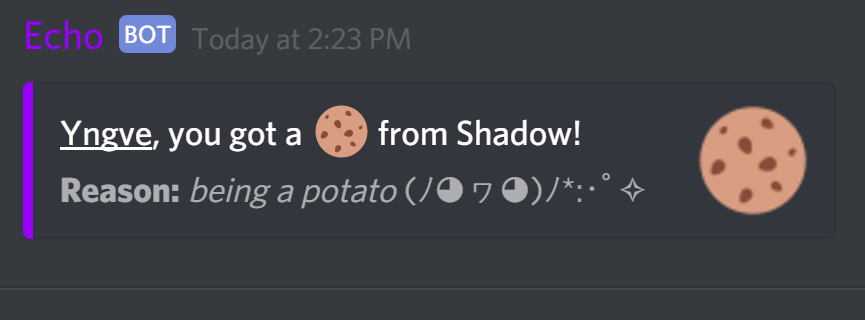 Echo BOT Today at 2:23 PM
Yngve, you got a 🍪 from Shadow!
Reason: being a potato (ﾉ◕ヮ◕)ﾉ*:･ﾟ✧